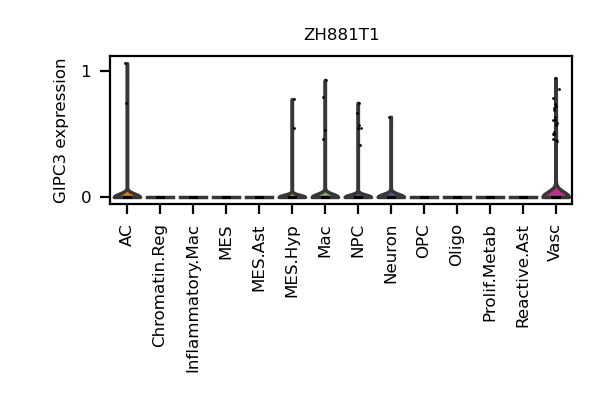 ZH881T1
GIPC3 expression
1
0
AC
Chromatin.Reg
Inflammatory.Mac
MES
MES.Ast
MES.Hyp
Mac
NPC
Neuron
OPC
Oligo
Prolif.Metab
Reactive.Ast
Vasc